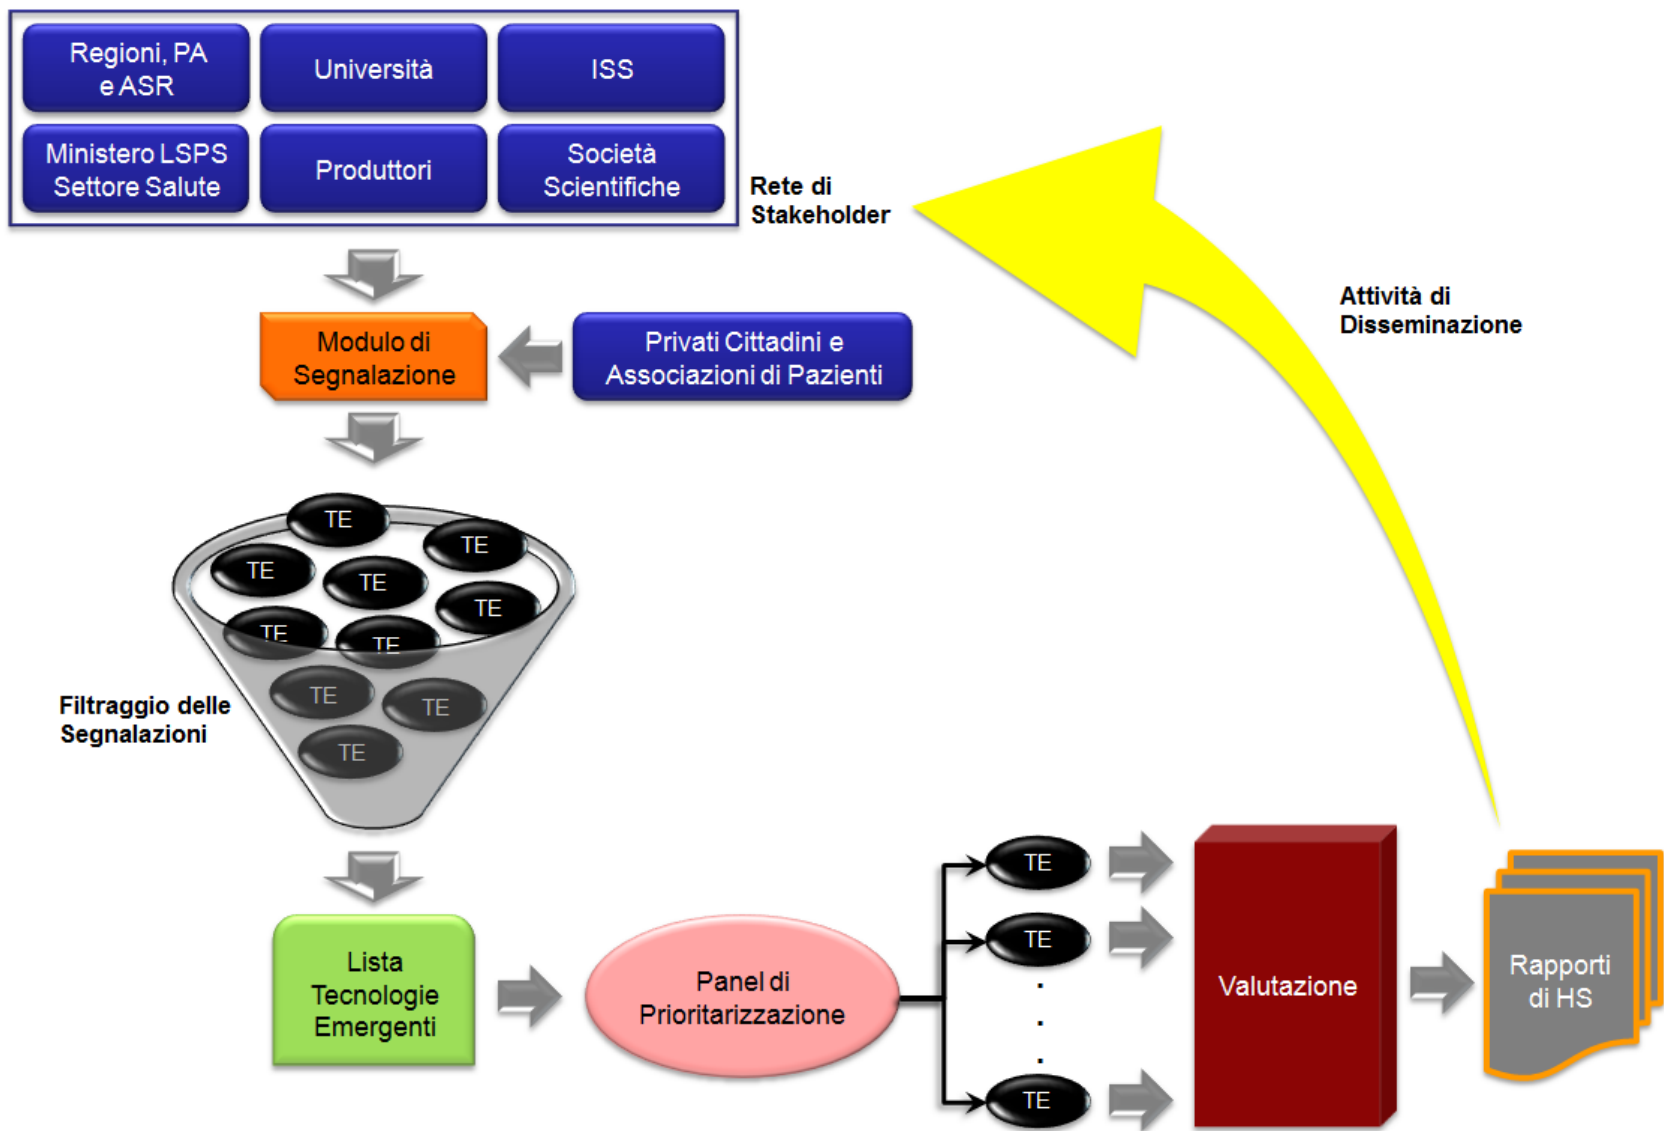 Regioni, PA
e ASR
Università
ISS
Ministero LSPS
Settore Salute
Produttori
Società
Scientifiche
Rete di
Stakeholder
Attività di
Disseminazione
Modulo di
Segnalazione
Privati Cittadini e
Associazioni di Pazienti
TE
TE
TE
TE
TE
TE
TE
TE
TE
TE
Filtraggio delle
Segnalazioni
Lista
Tecnologie
Emergenti
Panel di
Prioritarizzazione
TE
TE
.
.
.
TE
Valutazione
Rapporti
di HS